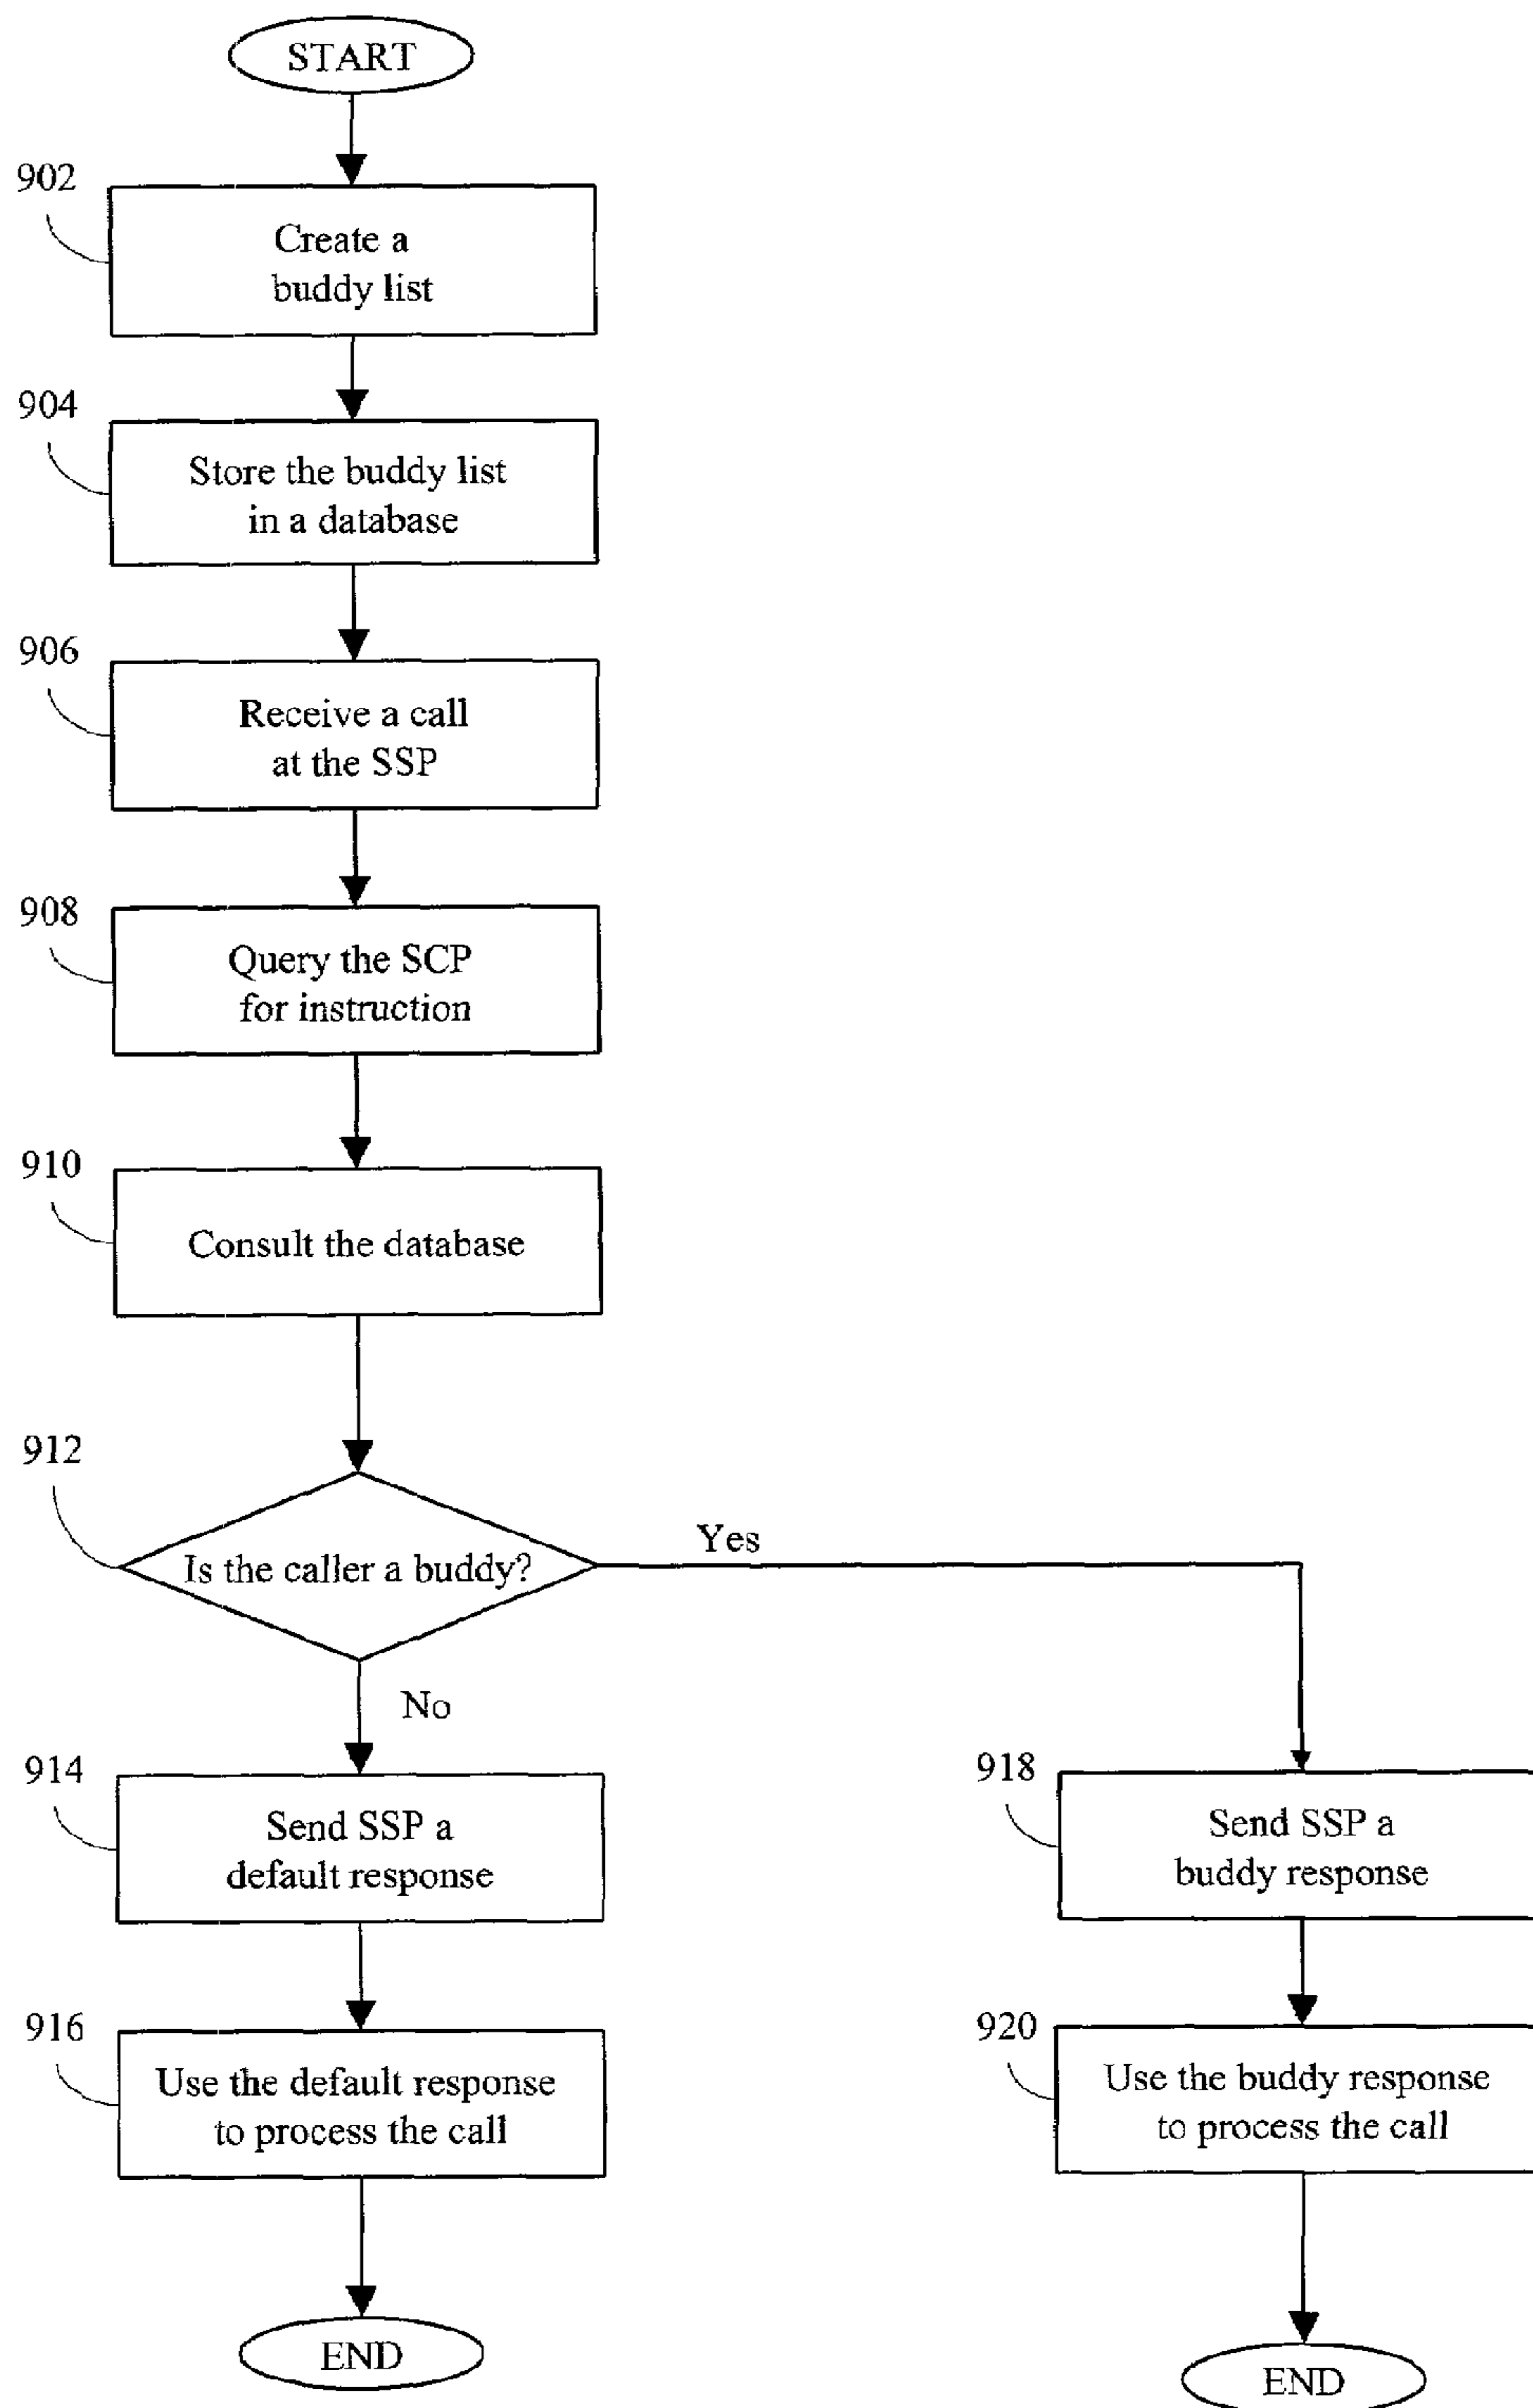 START
902
Create a
buddy list
904
Store the buddy list
in a database
906
Receive a call
at the SSP
908
Query the SCP
for instruction
910
Consult the database
912
Is the caller a buddy?
Yes
No
914
Send SSP a
default response
918
Send SSP a
buddy response
916
Use the default response
to process the call
920
Use the buddy response
to process the call
END
END